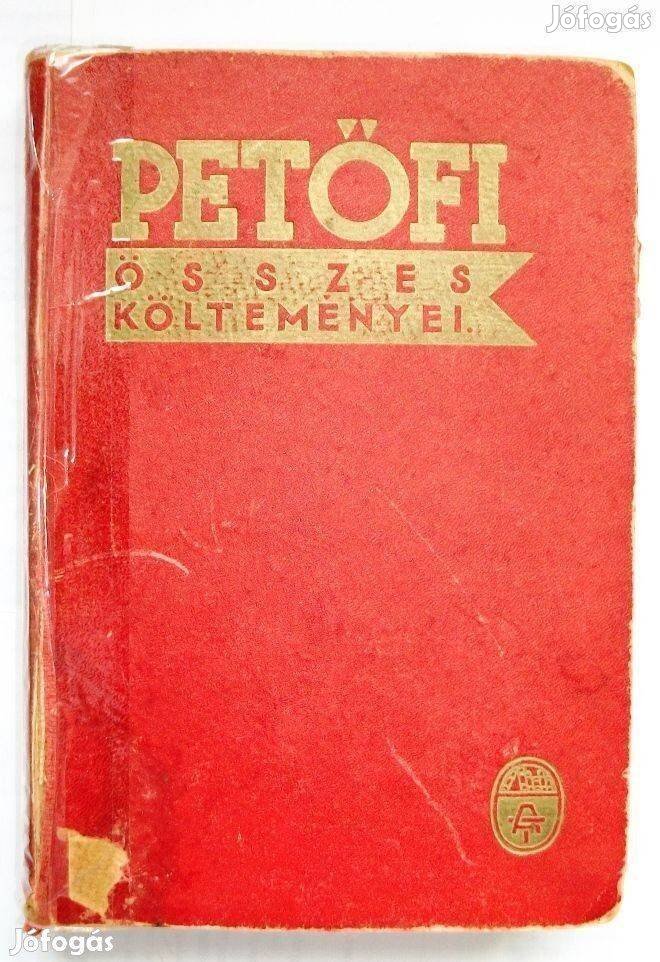 Jófogás
PETŐFI
ÖSSZES
KÖLTEMÉNYEI.
Jófogás